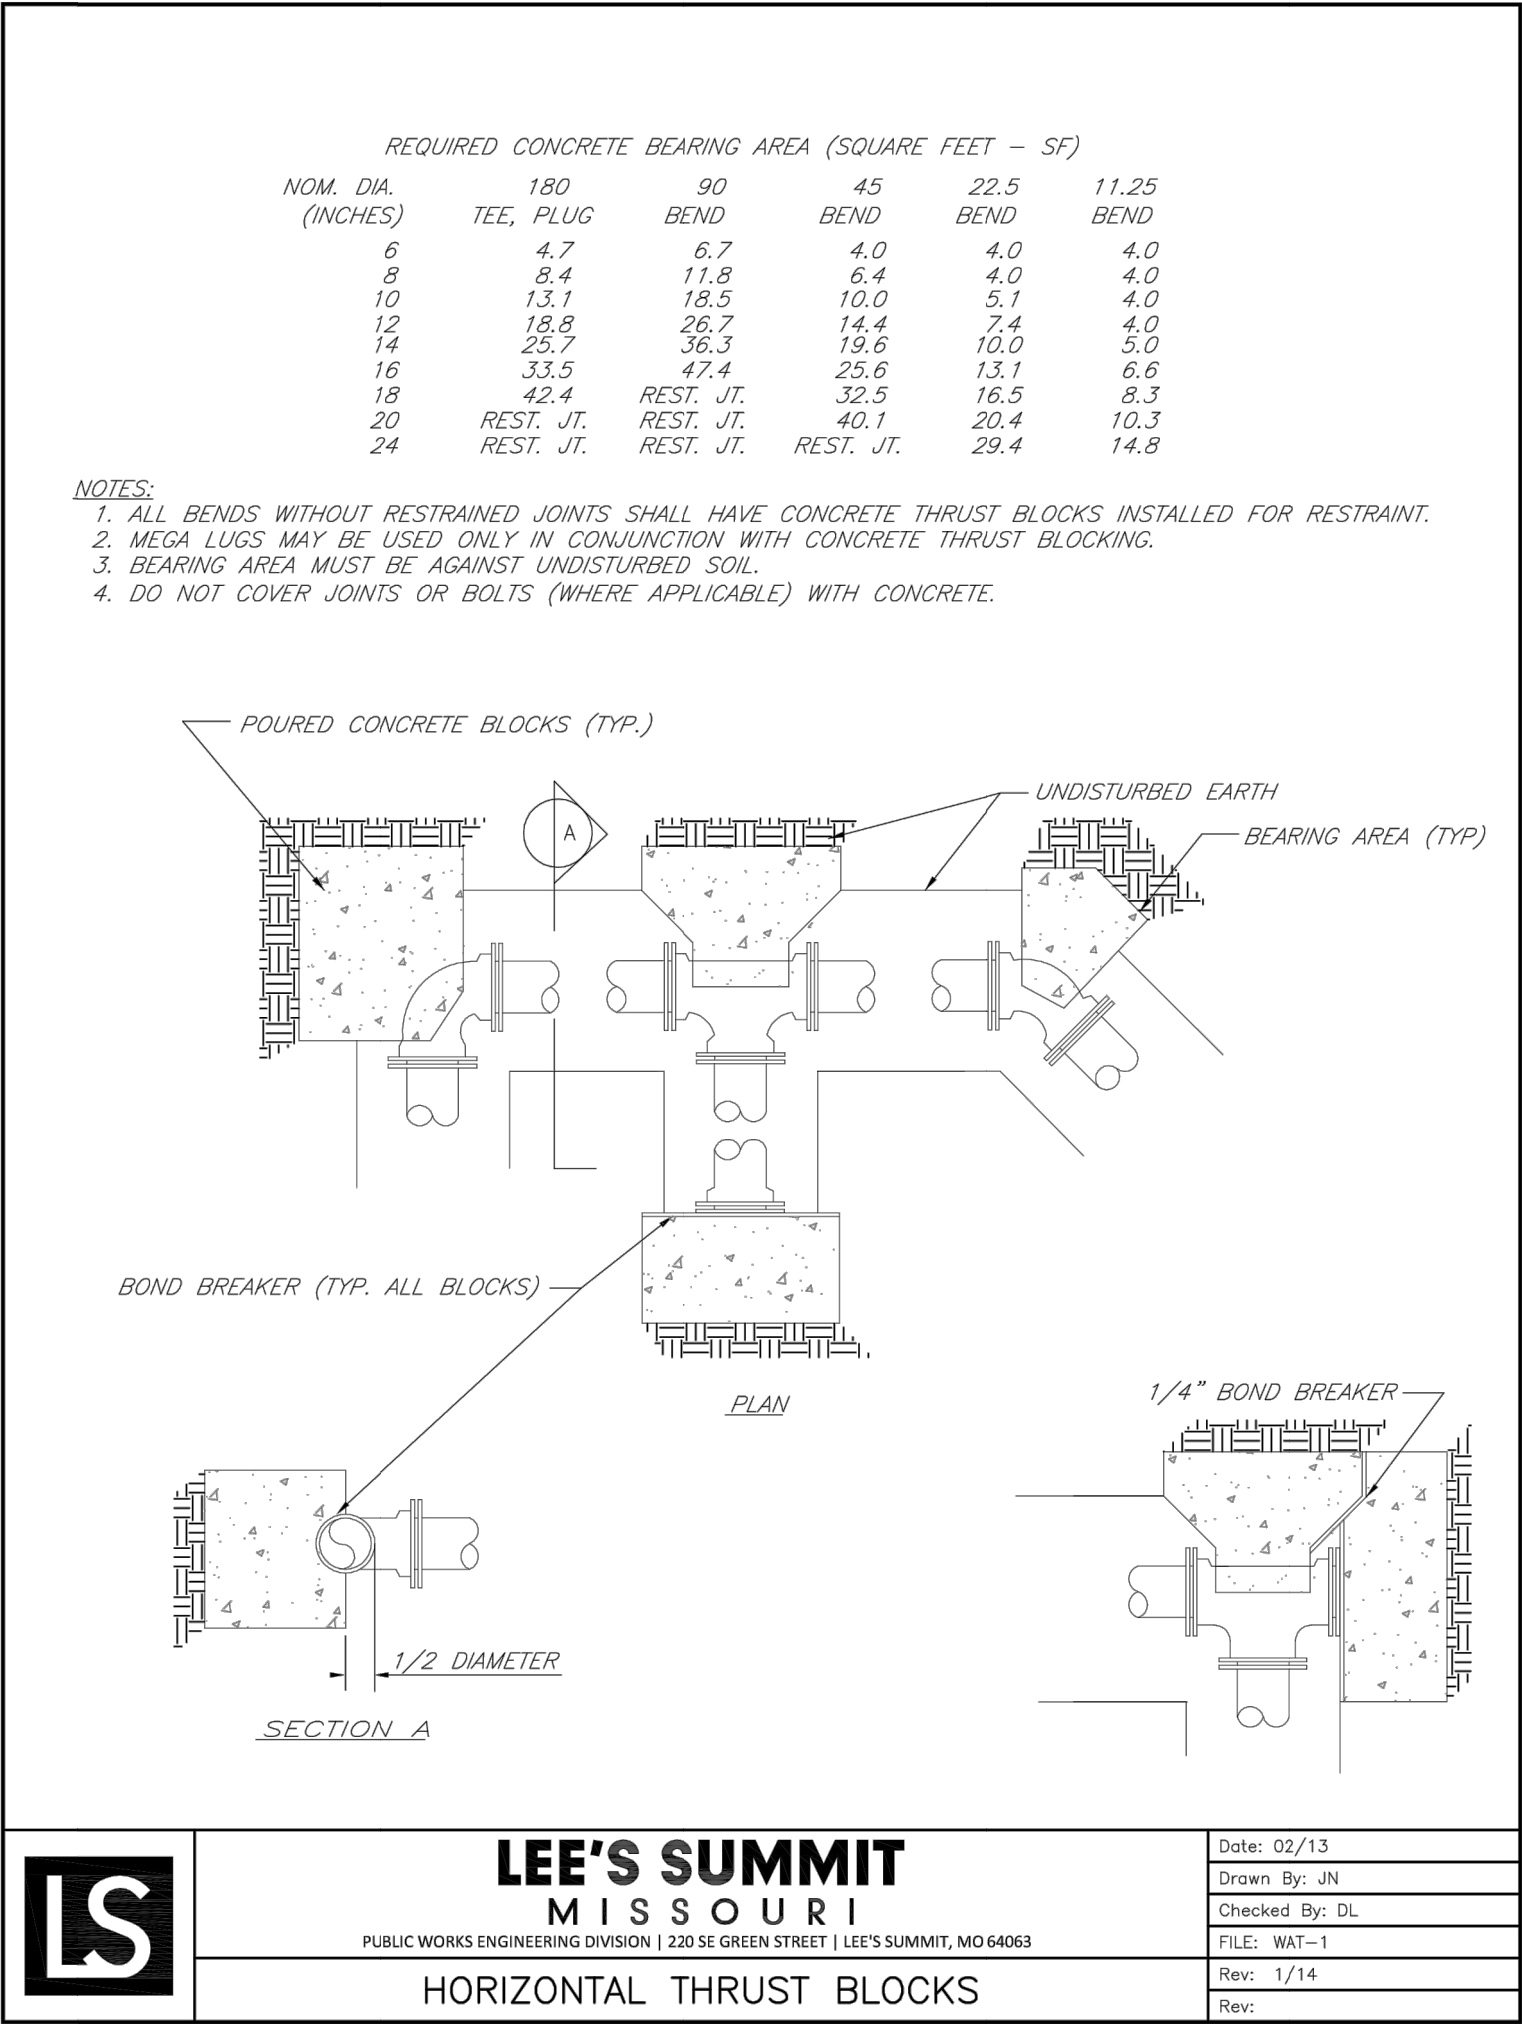 REQUIRED CONCRETE BEARING AREA (SQUARE FEET – SF)
NOM. DIA. 180 90 45 22.5 11.25
(INCHES) TEE, PLUG BEND BEND BEND BEND
6 4.7 6.7 4.0 4.0 4.0
8 8.4 11.8 6.4 4.0 4.0
10 13.1 18.5 10.0 5.1 4.0
12 18.8 26.7 14.4 7.4 4.0
14 25.7 36.3 19.6 10.0 5.0
16 33.5 47.4 25.6 13.1 6.6
18 42.4 REST. JT. 32.5 16.5 8.3
20 REST. JT. REST. JT. 40.1 20.4 10.3
24 REST. JT. REST. JT. REST. JT. 29.4 14.8
NOTES:
1. ALL BENDS WITHOUT RESTRAINED JOINTS SHALL HAVE CONCRETE THRUST BLOCKS INSTALLED FOR RESTRAINT.
2. MEGA LUGS MAY BE USED ONLY IN CONJUNCTION WITH CONCRETE THRUST BLOCKING.
3. BEARING AREA MUST BE AGAINST UNDISTURBED SOIL.
4. DO NOT COVER JOINTS OR BOLTS (WHERE APPLICABLE) WITH CONCRETE.
POURED CONCRETE BLOCKS (TYP.)
UNDISTURBED EARTH
A
BEARING AREA (TYP)
BOND BREAKER (TYP. ALL BLOCKS)
PLAN
1/4" BOND BREAKER
1/2 DIAMETER
SECTION A
LS
LEE'S SUMMIT
MISSOURI
PUBLIC WORKS ENGINEERING DIVISION | 220 SE GREEN STREET | LEE'S SUMMIT, MO 64063
HORIZONTAL THRUST BLOCKS
Date: 02/13
Drawn By: JN
Checked By: DL
FILE: WAT–1
Rev: 1/14
Rev: